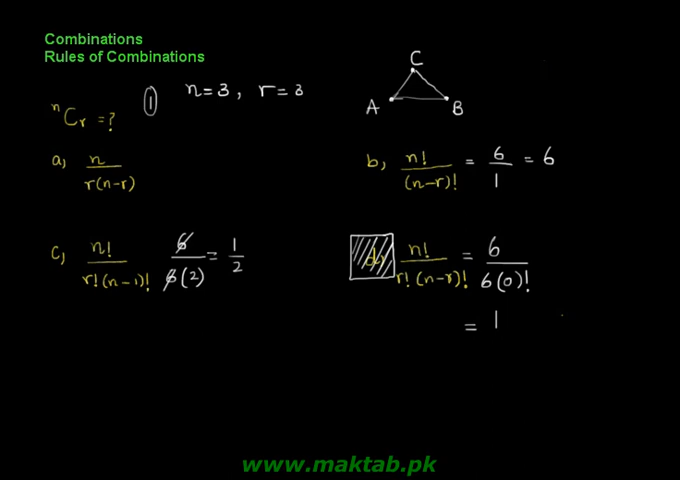 Combinations
Rules of Combinations
① n=3, r=3
C
A B
ⁿCᵣ = ?
a, n / r(n-r)
b, n! / (n-r)! = 6 / 1 = 6
c, n! / r!(n-1)! 6 / 6(2) = 1 / 2
d, n! / r!(n-r)! = 6 / 6(0)!
= 1
www.maktab.pk